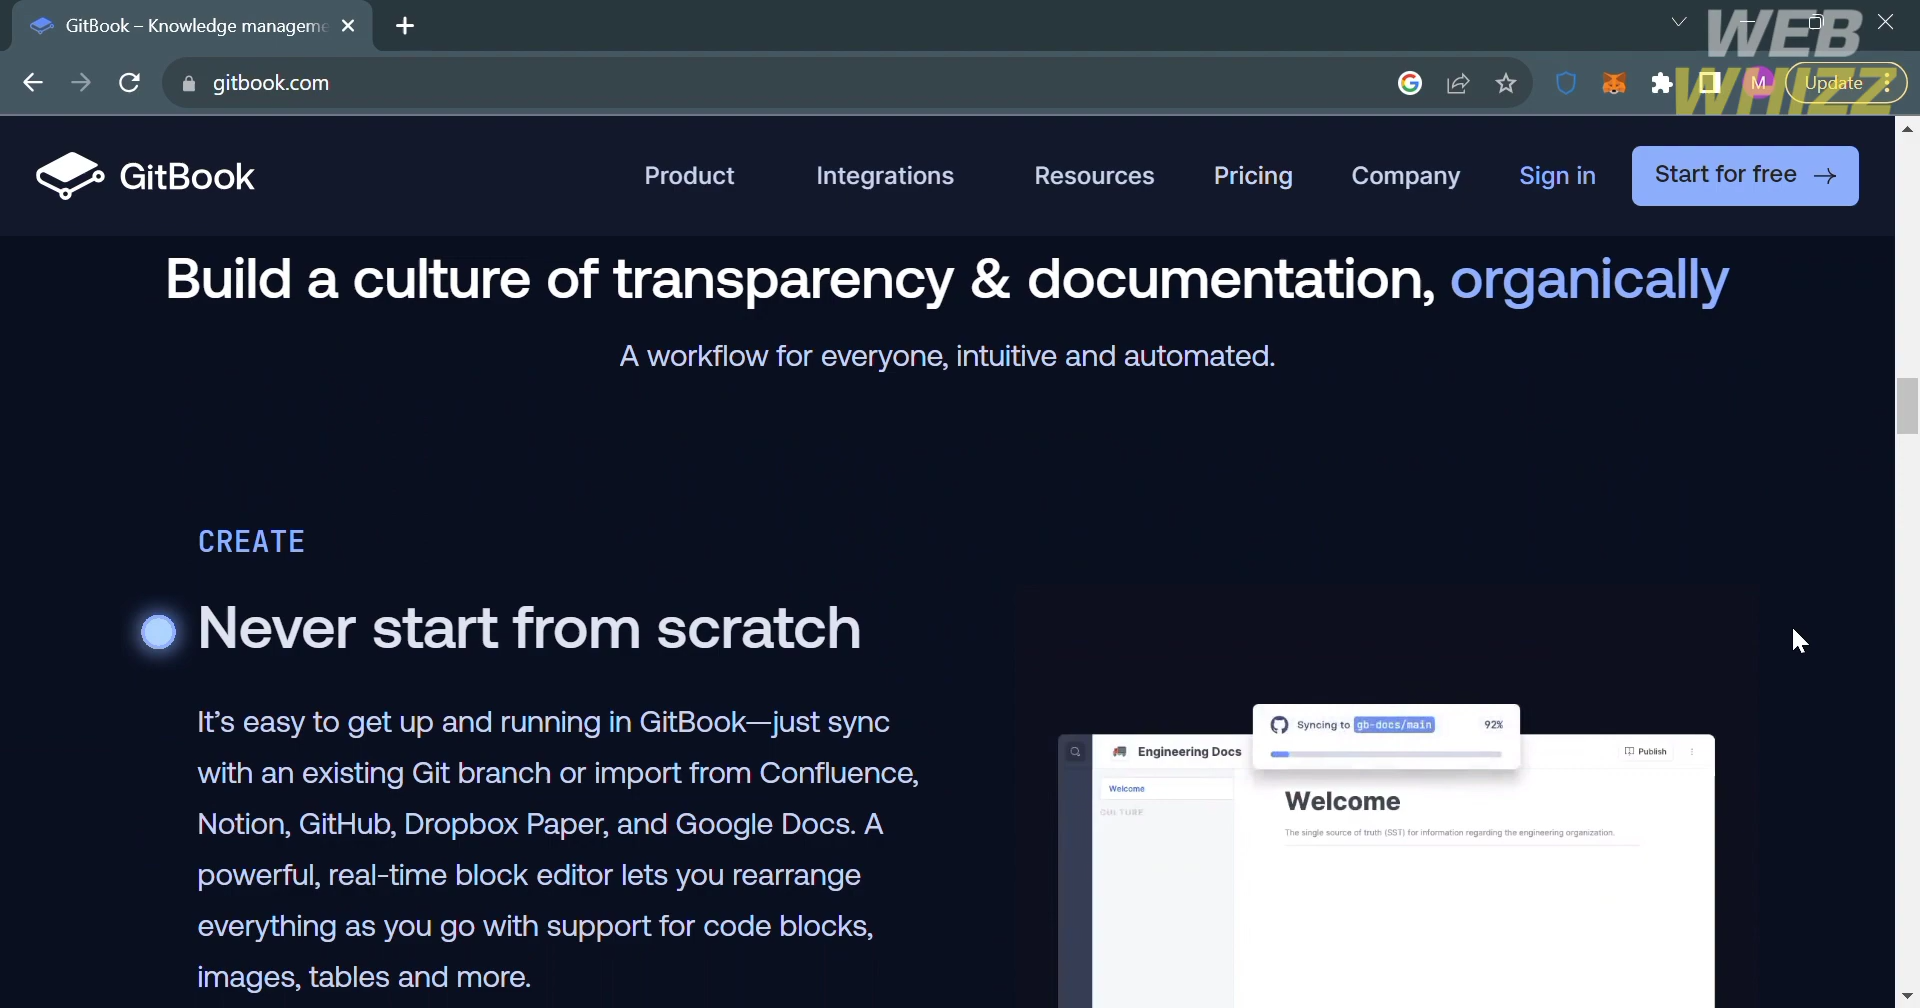 GitBook – Knowledge manageme
WEB
WHIZZ
gitbook.com
M
Update
GitBook
Product
Integrations
Resources
Pricing
Company
Sign in
Start for free →
Build a culture of transparency & documentation, organically
A workflow for everyone, intuitive and automated.
CREATE
Never start from scratch
It's easy to get up and running in GitBook—just sync
with an existing Git branch or import from Confluence,
Notion, GitHub, Dropbox Paper, and Google Docs. A
powerful, real-time block editor lets you rearrange
everything as you go with support for code blocks,
images, tables and more.
Syncing to gb-docs/main 92%
Engineering Docs
Publish
Welcome
CULTURE
Welcome
The single source of truth (SST) for information regarding the engineering organization.